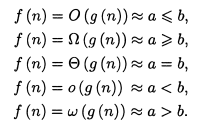 f (n) = O (g (n)) ≈ a ⩽ b,
f (n) = Ω (g (n)) ≈ a ⩾ b,
f (n) = Θ (g (n)) ≈ a = b,
f (n) = o (g (n)) ≈ a < b,
f (n) = ω (g (n)) ≈ a > b.